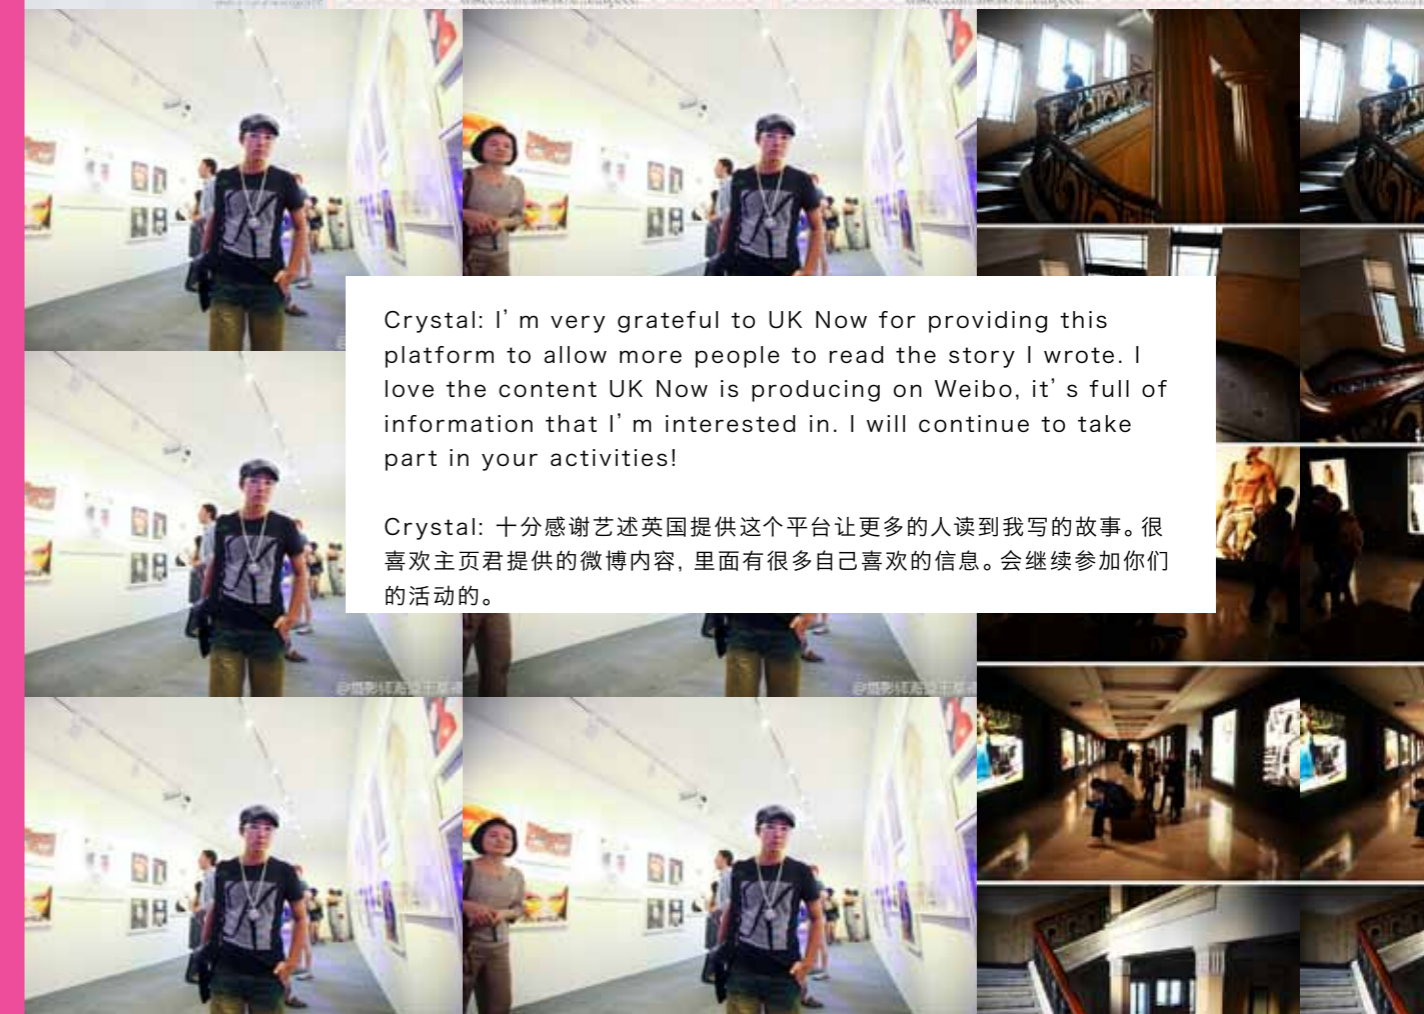 Crystal: I’m very grateful to UK Now for providing this
platform to allow more people to read the story I wrote. I
love the content UK Now is producing on Weibo, it’s full of
information that I’m interested in. I will continue to take
part in your activities!
Crystal: 十分感谢艺述英国提供这个平台让更多的人读到我写的故事。很
喜欢主页君提供的微博内容, 里面有很多自己喜欢的信息。会继续参加你们
的活动的。